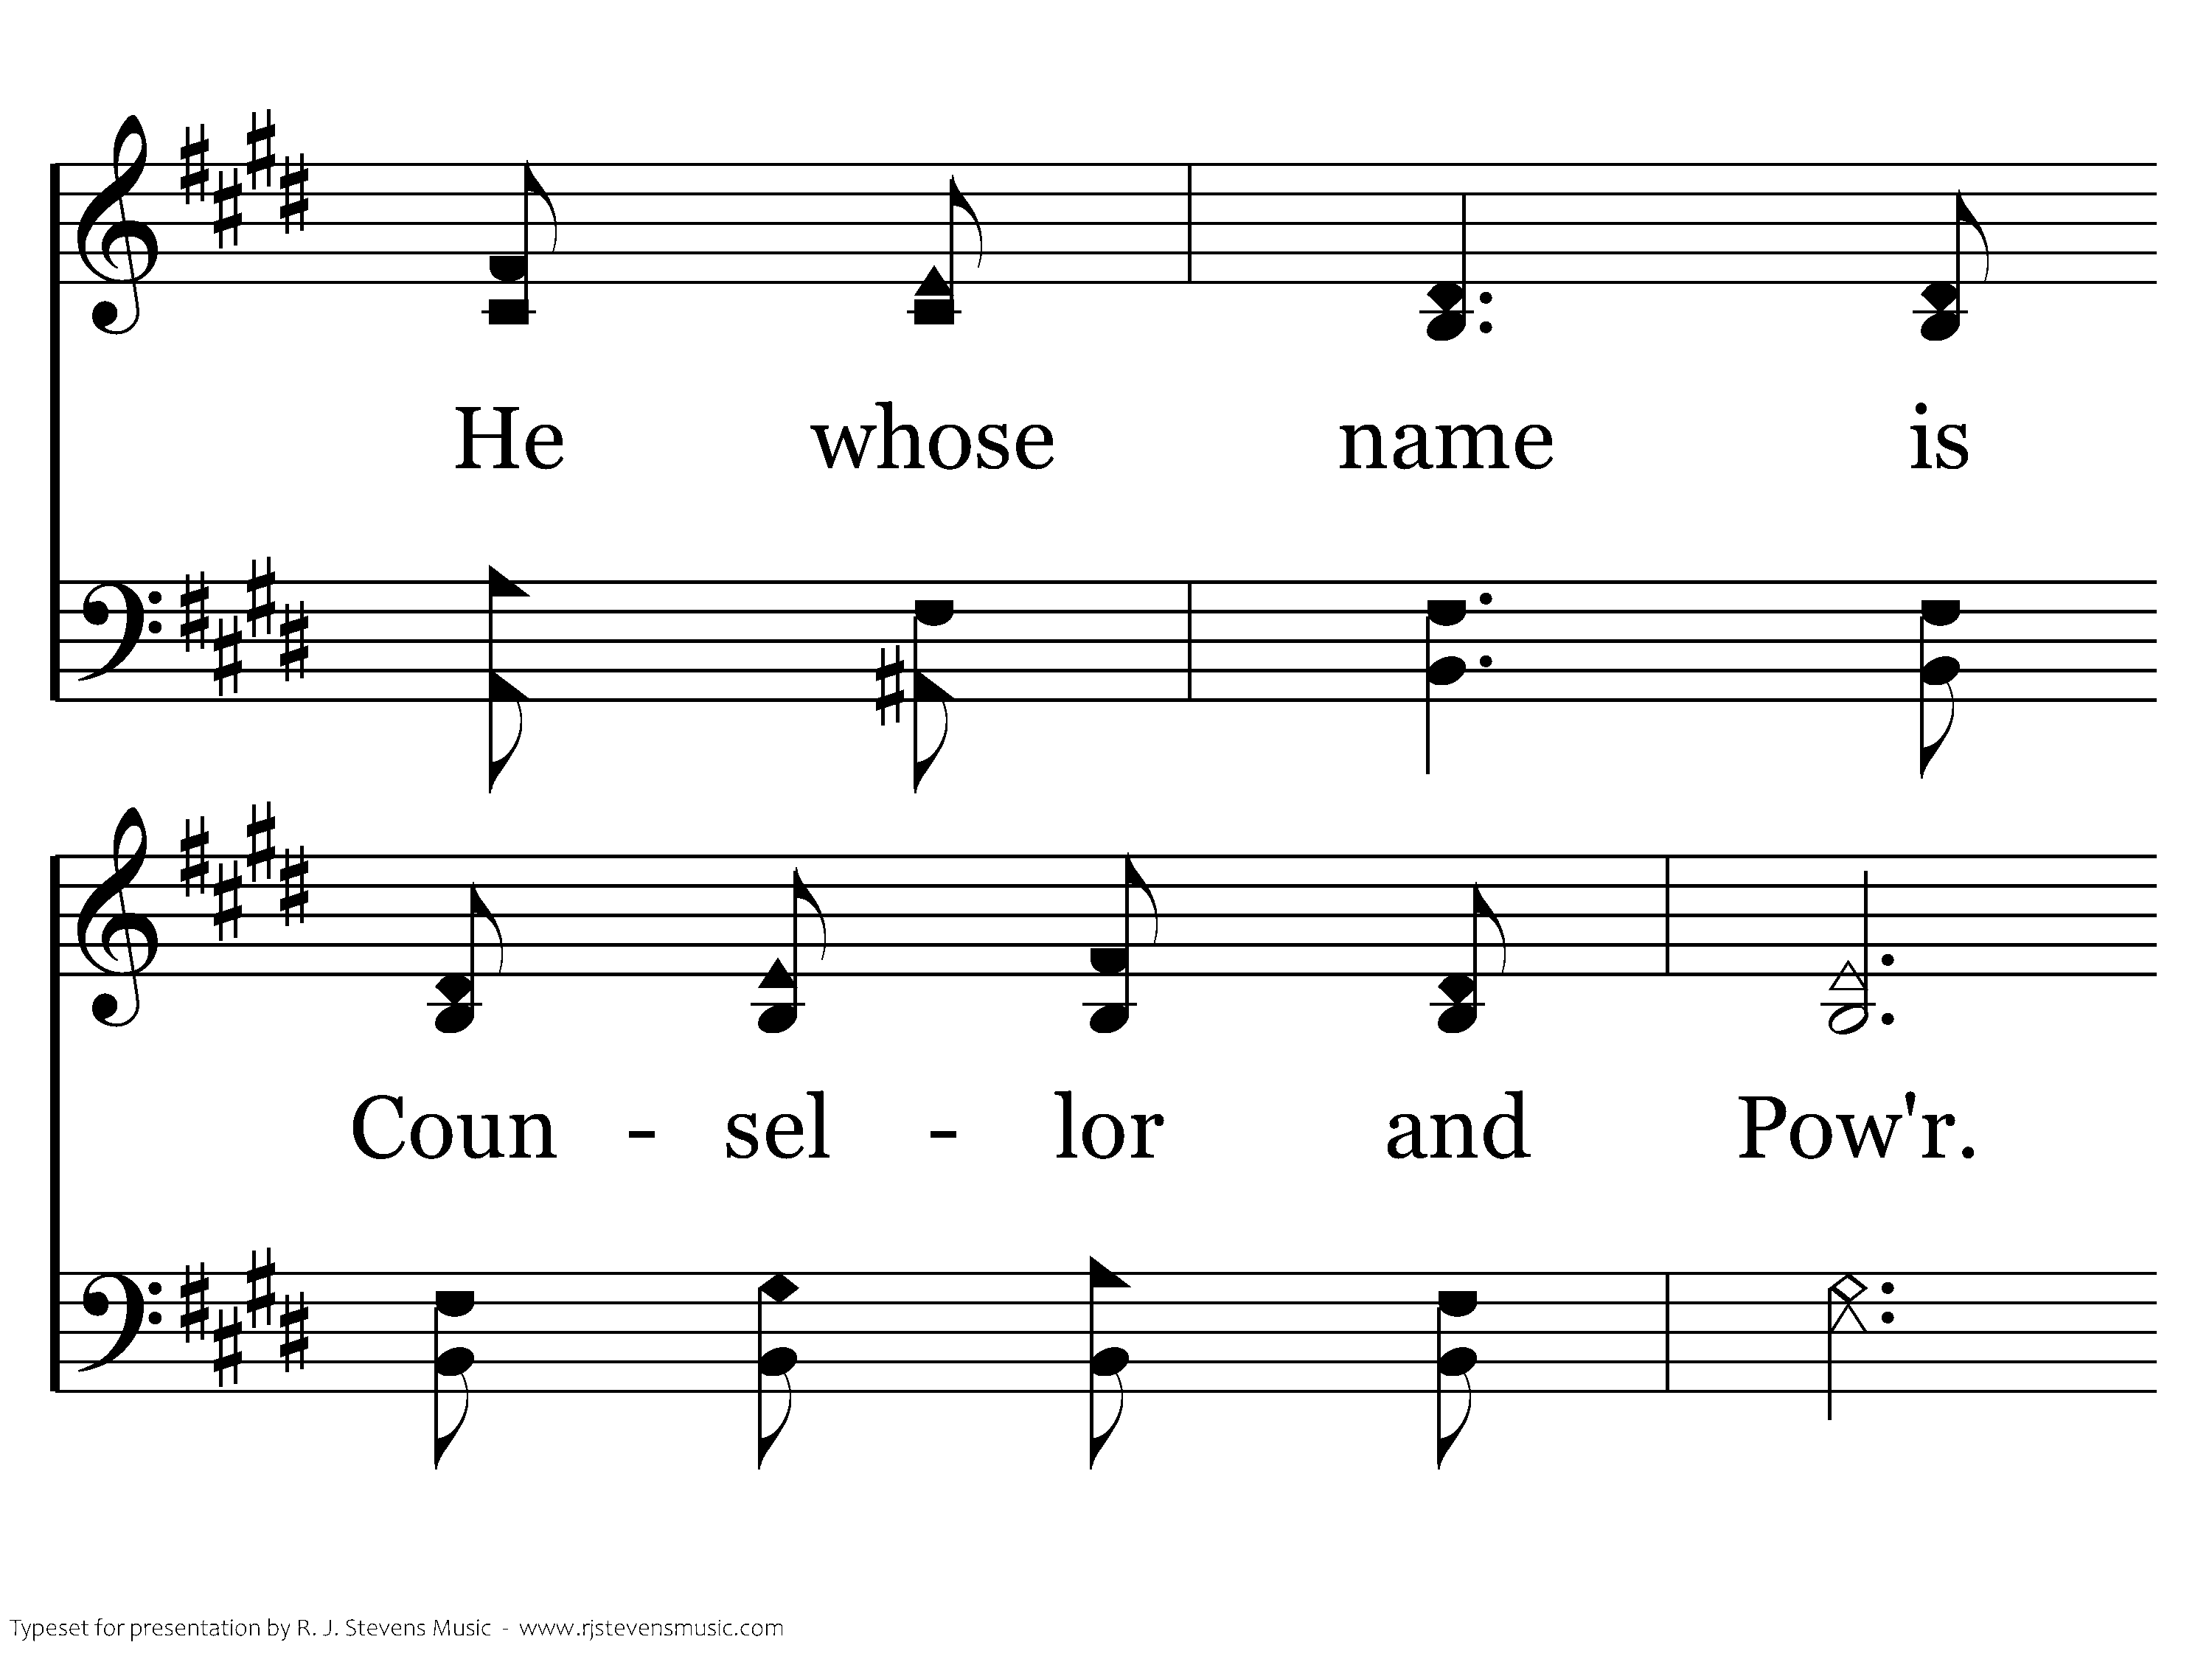 He whose name is
Coun - sel - lor and Pow'r.
Typeset for presentation by R. J. Stevens Music - www.rjstevensmusic.com